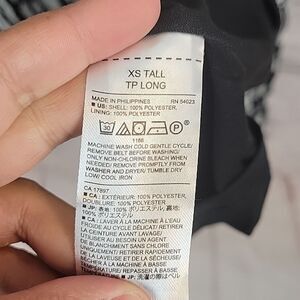 XS TALL
TP LONG
MADE IN PHILIPPINES RN 54023
■ US: SHELL: 100% POLYESTER,
LINING: 100% POLYESTER
30
1166
MACHINE WASH COLD GENTLE CYCLE/
REMOVE BELT BEFORE WASHING/
ONLY NON-CHLORINE BLEACH WHEN
NEEDED/ REMOVE PROMPTLY FROM
WASHER AND DRYER/ TUMBLE DRY
LOW/ COOL IRON
CA 17897
■ CA: EXTÉRIEUR: 100% POLYESTER,
DOUBLURE: 100% POLYESTER
100% ポリエステル, 裏地:
100% ポリエステル
■ CA: LAVER À LA MACHINE À L'EAU
FROIDE AU CYCLE DÉLICAT/ RETIRER
LA CEINTURE AVANT LAVAGE/
UTILISER AU BESOIN UN AGENT
DE BLANCHIMENT SANS CHLORE/
RETIRER RAPIDEMENT
DE LA LAVEUSE ET DE LA SÉCHEUSE/
SÉCHER À LA MACHINE À BASSE
TEMPÉRATURE/ REPASSER À BASSE
TEMPÉRATURE ■ JP: